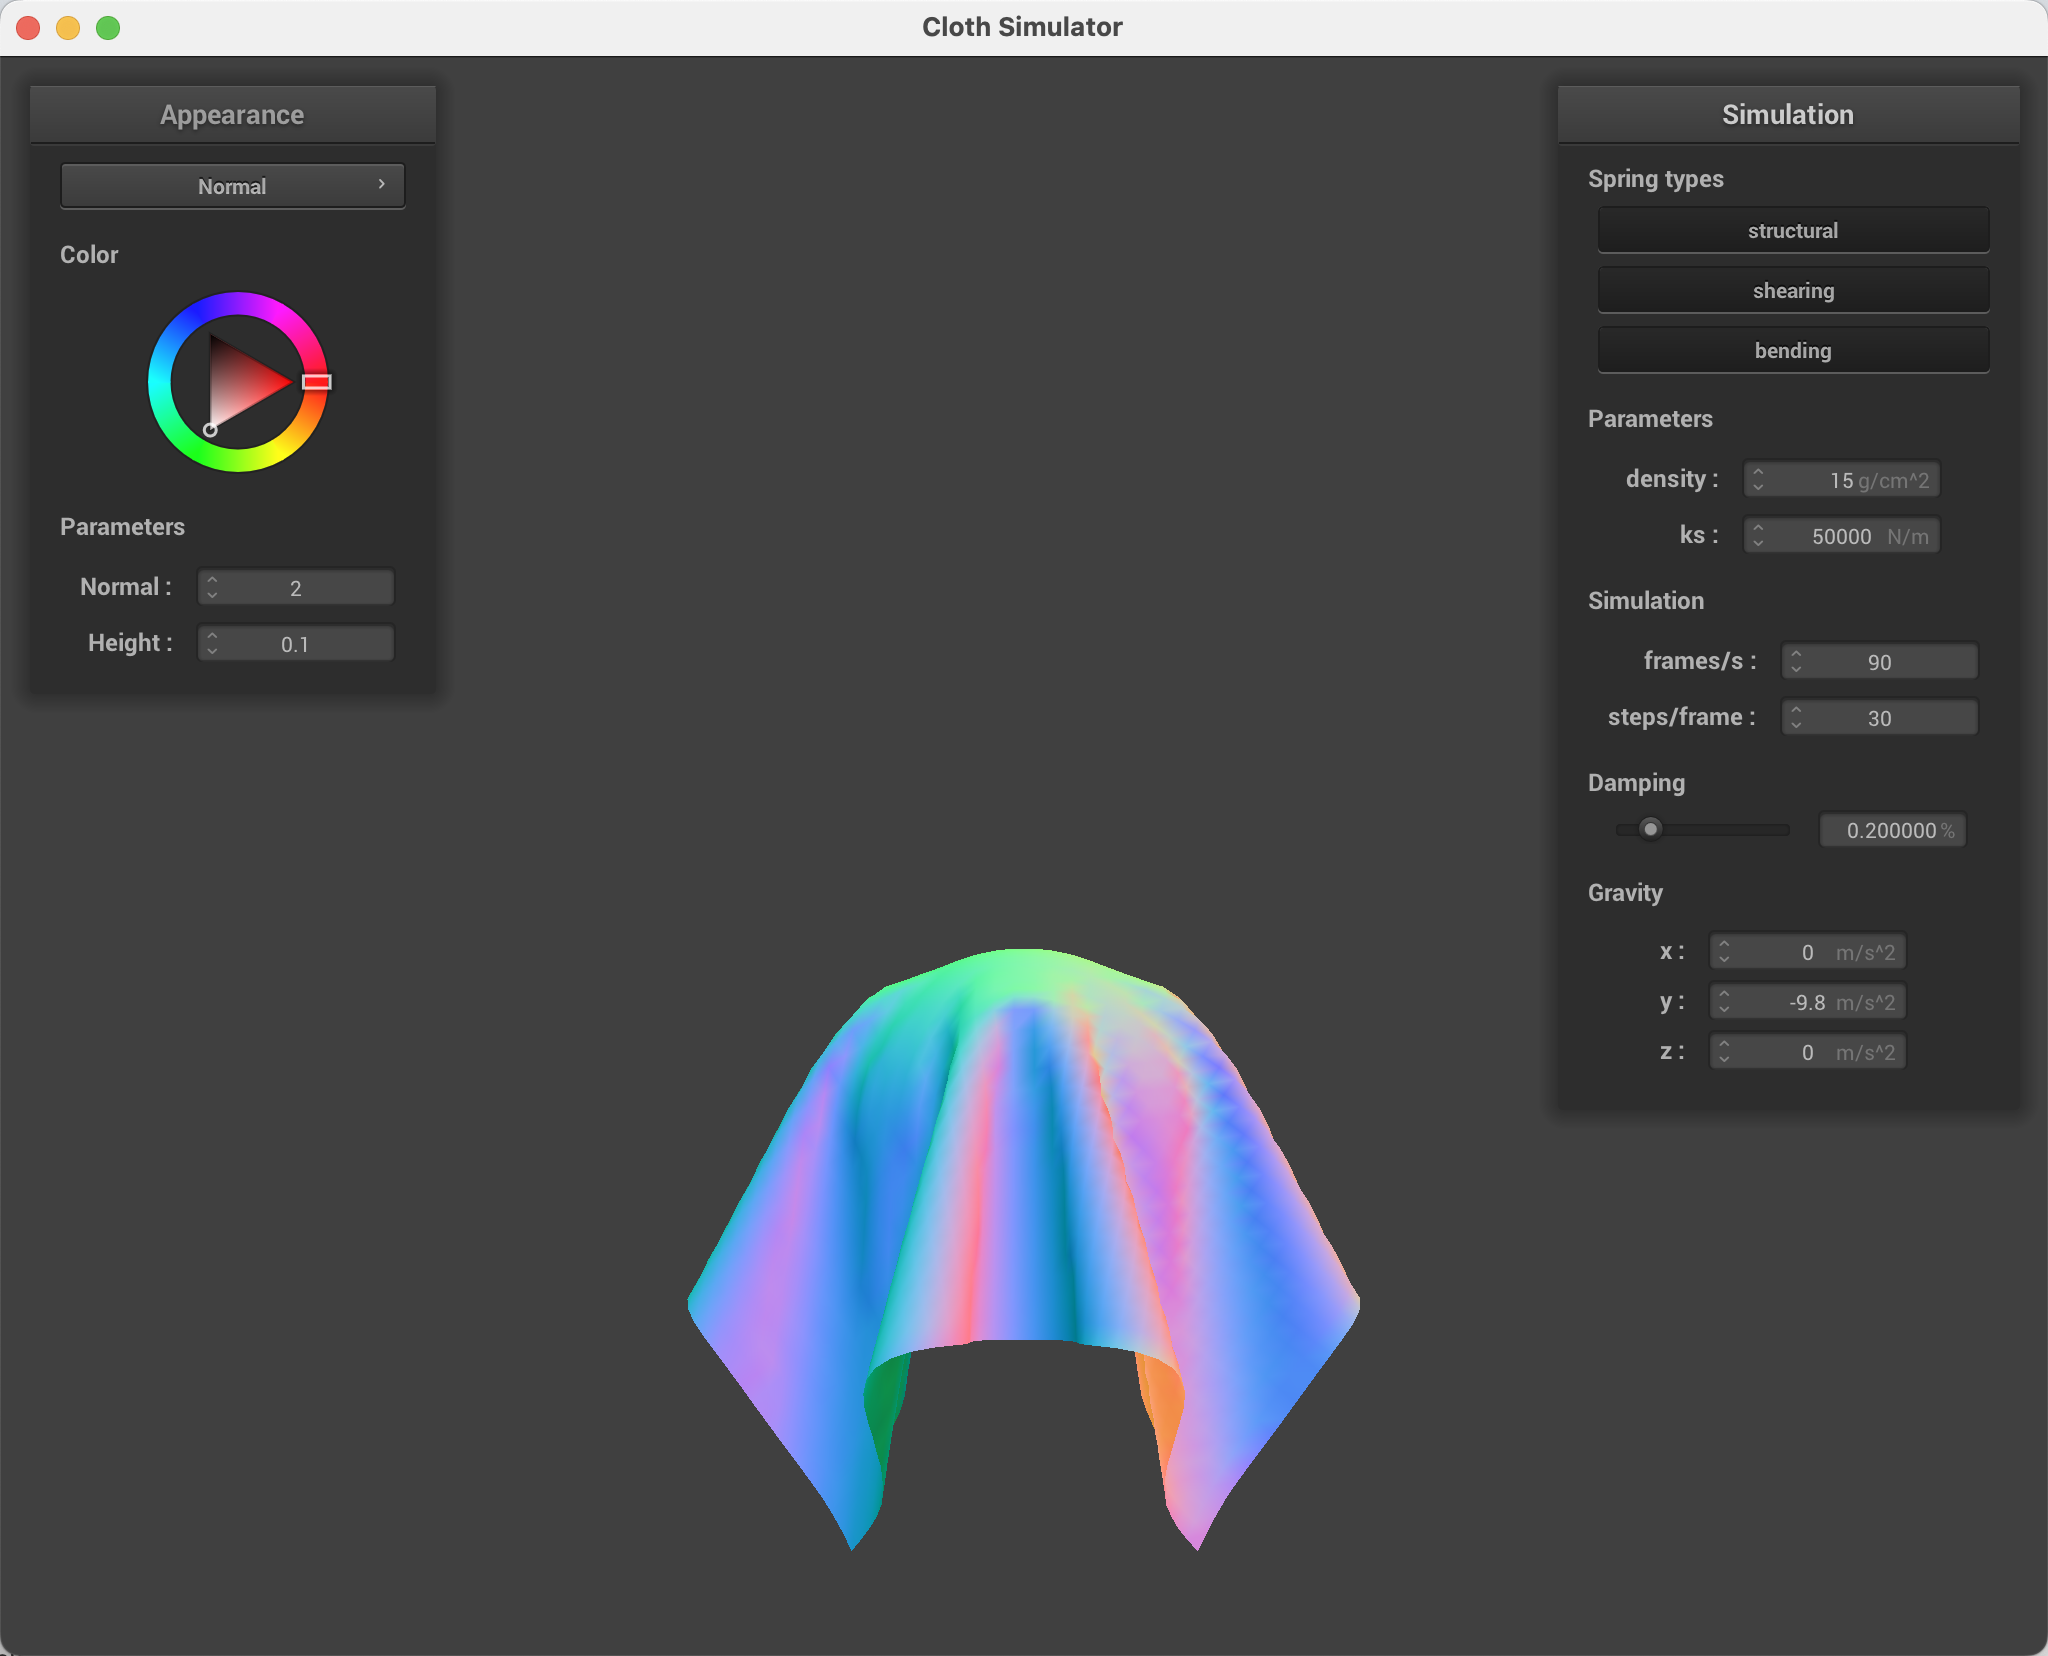 Cloth Simulator
Appearance
Normal
Color
Parameters
Normal : 2
Height : 0.1
Simulation
Spring types
structural
shearing
bending
Parameters
density : 15 g/cm^2
ks : 50000 N/m
Simulation
frames/s : 90
steps/frame : 30
Damping
0.200000 %
Gravity
x : 0 m/s^2
y : -9.8 m/s^2
z : 0 m/s^2